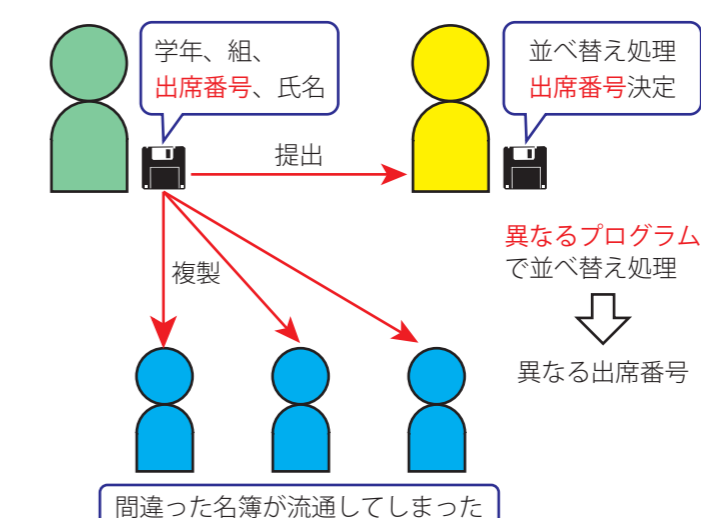 学年、組、
出席番号、氏名
並べ替え処理
出席番号決定
提出
複製
異なるプログラム
で並べ替え処理
異なる出席番号
間違った名簿が流通してしまった